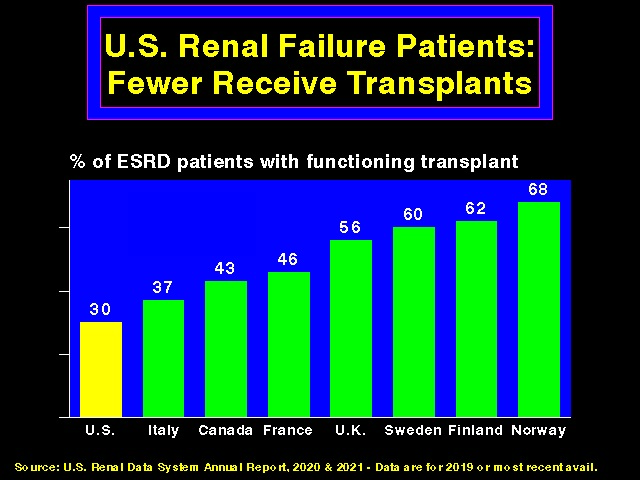 U.S. Renal Failure Patients:
Fewer Receive Transplants
% of ESRD patients with functioning transplant
30
37
43
46
56
60
62
68
U.S. Italy Canada France U.K. Sweden Finland Norway
Source: U.S. Renal Data System Annual Report, 2020 & 2021 - Data are for 2019 or most recent avail.